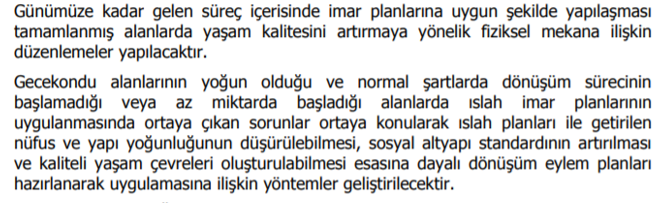 Günümüze kadar gelen süreç içerisinde imar planlarına uygun şekilde yapılaşması
tamamlanmış alanlarda yaşam kalitesini artırmaya yönelik fiziksel mekana ilişkin
düzenlemeler yapılacaktır.
Gecekondu alanlarının yoğun olduğu ve normal şartlarda dönüşüm sürecinin
başlamadığı veya az miktarda başladığı alanlarda ıslah imar planlarının
uygulanmasında ortaya çıkan sorunlar ortaya konularak ıslah planları ile getirilen
nüfus ve yapı yoğunluğunun düşürülebilmesi, sosyal altyapı standardının artırılması
ve kaliteli yaşam çevreleri oluşturulabilmesi esasına dayalı dönüşüm eylem planları
hazırlanarak uygulamasına ilişkin yöntemler geliştirilecektir.